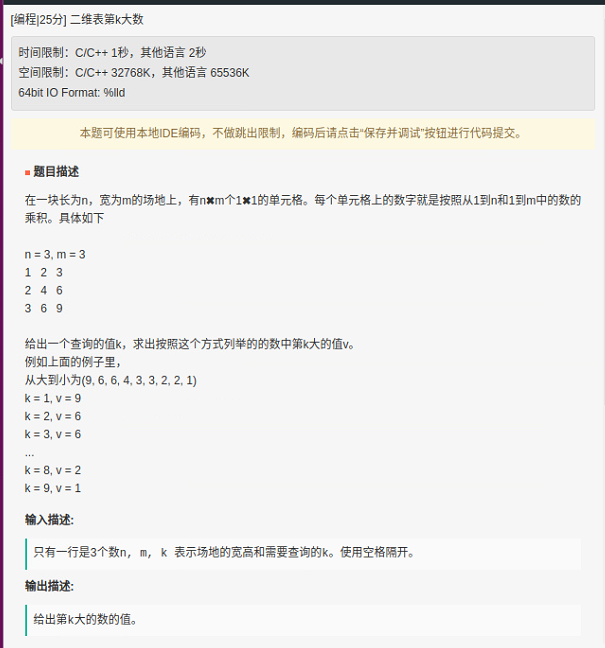 [编程|25分] 二维表第k大数
时间限制：C/C++ 1秒，其他语言 2秒
空间限制：C/C++ 32768K，其他语言 65536K
64bit IO Format: %lld
本题可使用本地IDE编码，不做跳出限制，编码后请点击“保存并调试”按钮进行代码提交。
题目描述
在一块长为n，宽为m的场地上，有n✖m个1✖1的单元格。每个单元格上的数字就是按照从1到n和1到m中的数的
乘积。具体如下
n = 3, m = 3
1 2 3
2 4 6
3 6 9
给出一个查询的值k，求出按照这个方式列举的的数中第k大的值v。
例如上面的例子里，
从大到小为(9, 6, 6, 4, 3, 3, 2, 2, 1)
k = 1, v = 9
k = 2, v = 6
k = 3, v = 6
...
k = 8, v = 2
k = 9, v = 1
输入描述:
只有一行是3个数n, m, k 表示场地的宽高和需要查询的k。使用空格隔开。
输出描述:
给出第k大的数的值。